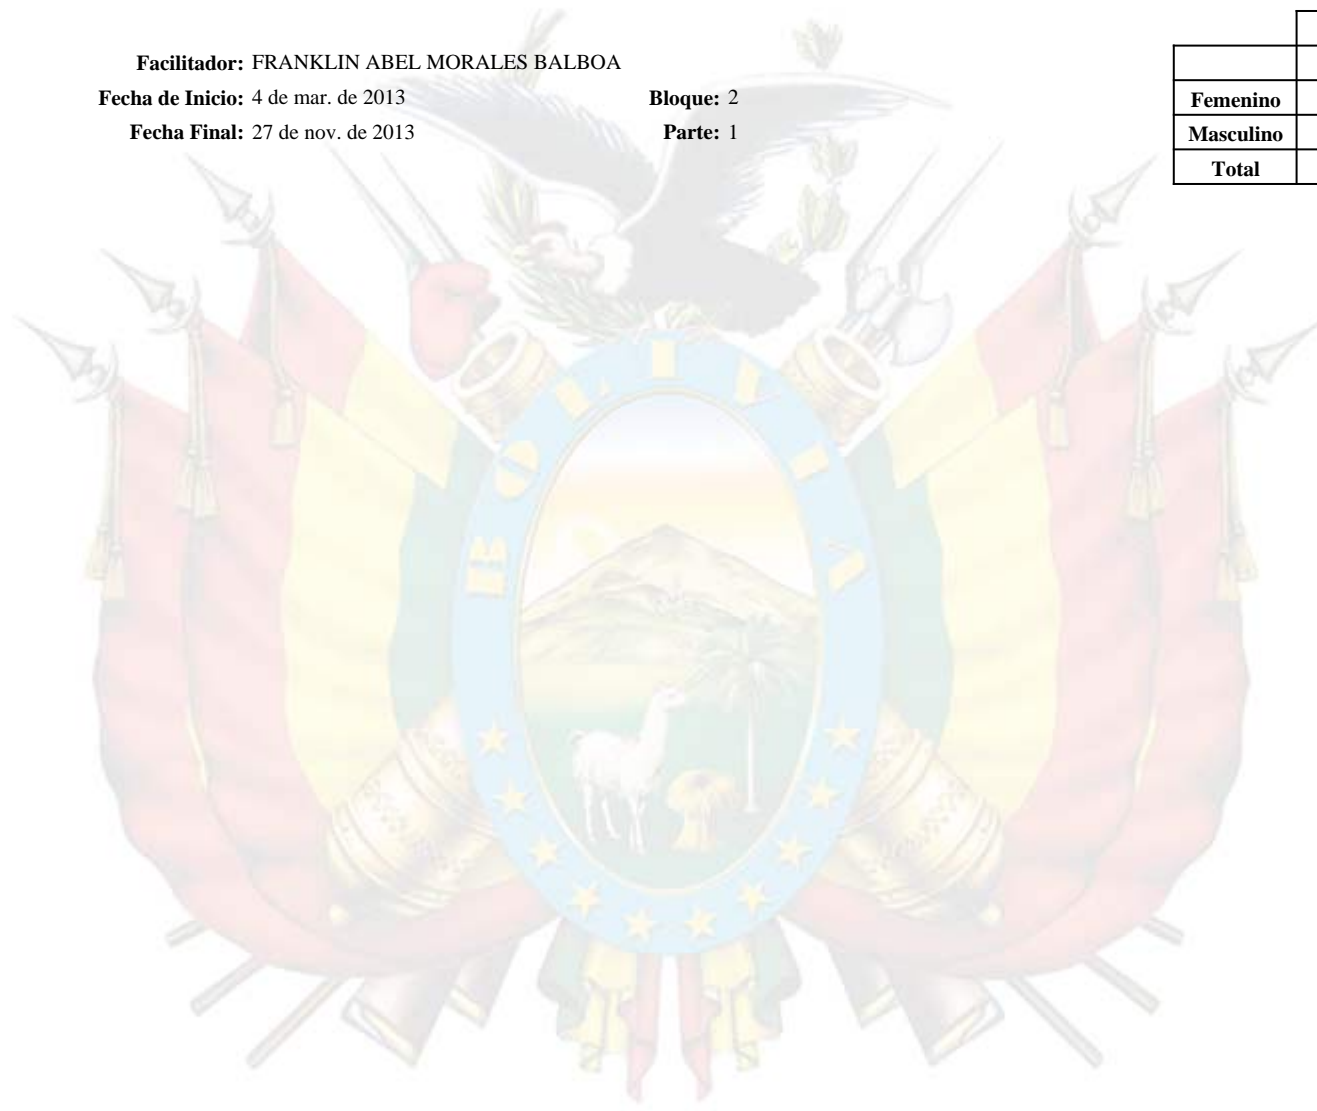 Facilitador: FRANKLIN ABEL MORALES BALBOA
Fecha de Inicio: 4 de mar. de 2013 Bloque: 2
Fecha Final: 27 de nov. de 2013 Parte: 1
Femenino
Masculino
Total
BOLIVIA